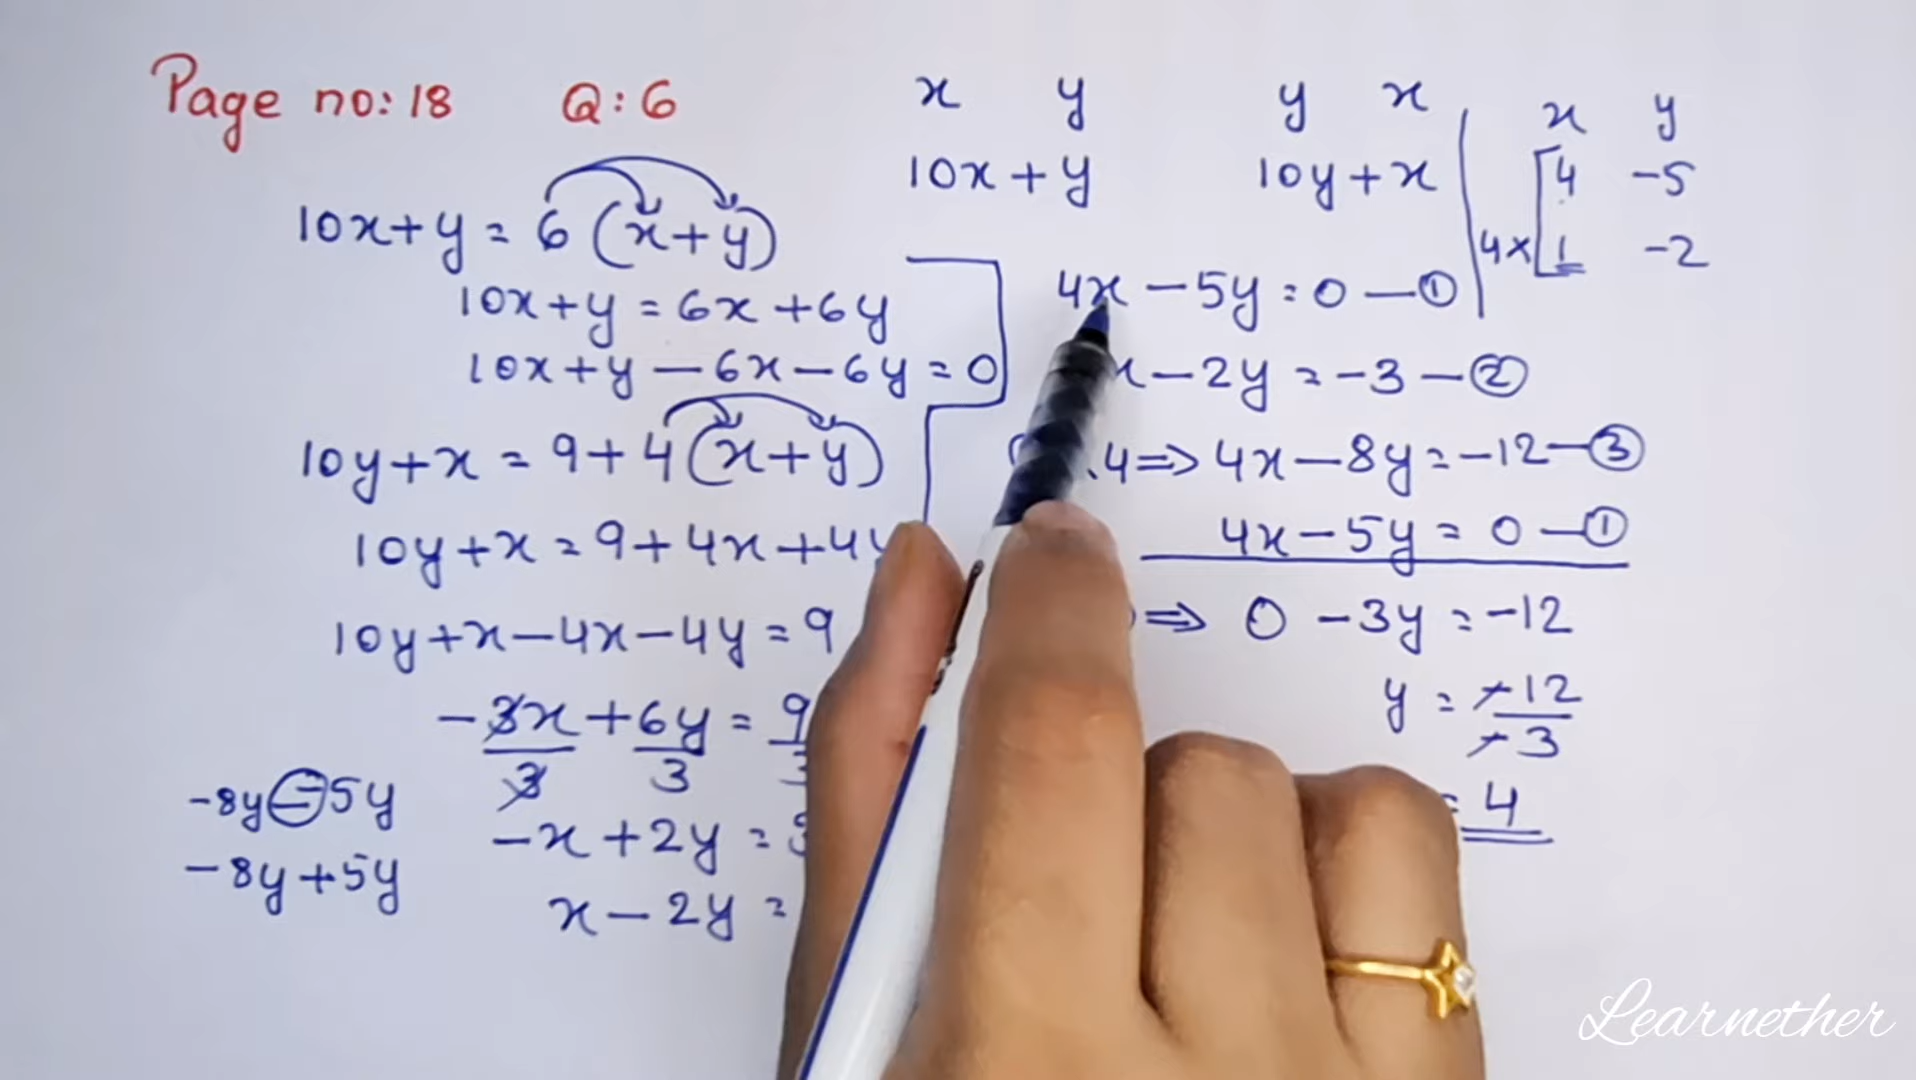 Page no: 18 Q: 6
10x+y = 6(x+y)
10x+y = 6x+6y
10x+y-6x-6y=0
10y+x = 9+4(x+y)
10y+x=9+4x+4y
10y+x-4x-4y=9
-3x/3 + 6y/3 = 9/3
-x+2y=3
x-2y=
-8y--5y
-8y+5y
x y
10x+y
y x
10y+x
x y
4 -5
4× 1 -2
4x-5y=0-①
x-2y=-3-②
4⇒ 4x-8y=-12-③
4x-5y=0-①
⇒ 0-3y=-12
y = -12/-3
= 4
Learnether